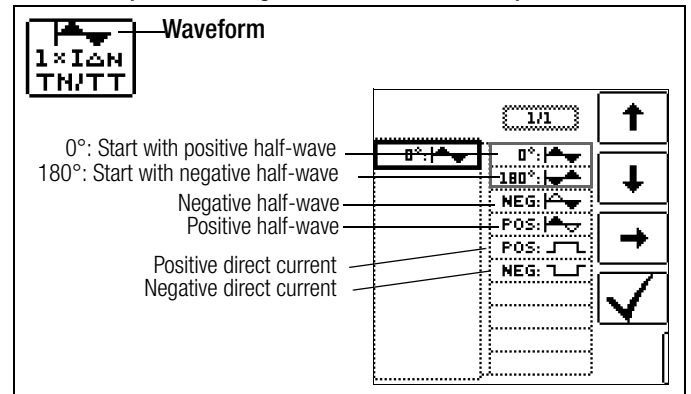 Waveform
1×IΔN
TN/TT
1/1
0°: Start with positive half-wave
0°:
0°:
180°: Start with negative half-wave
180°:
Negative half-wave
NEG:
Positive half-wave
POS:
POS:
Positive direct current
NEG:
Negative direct current